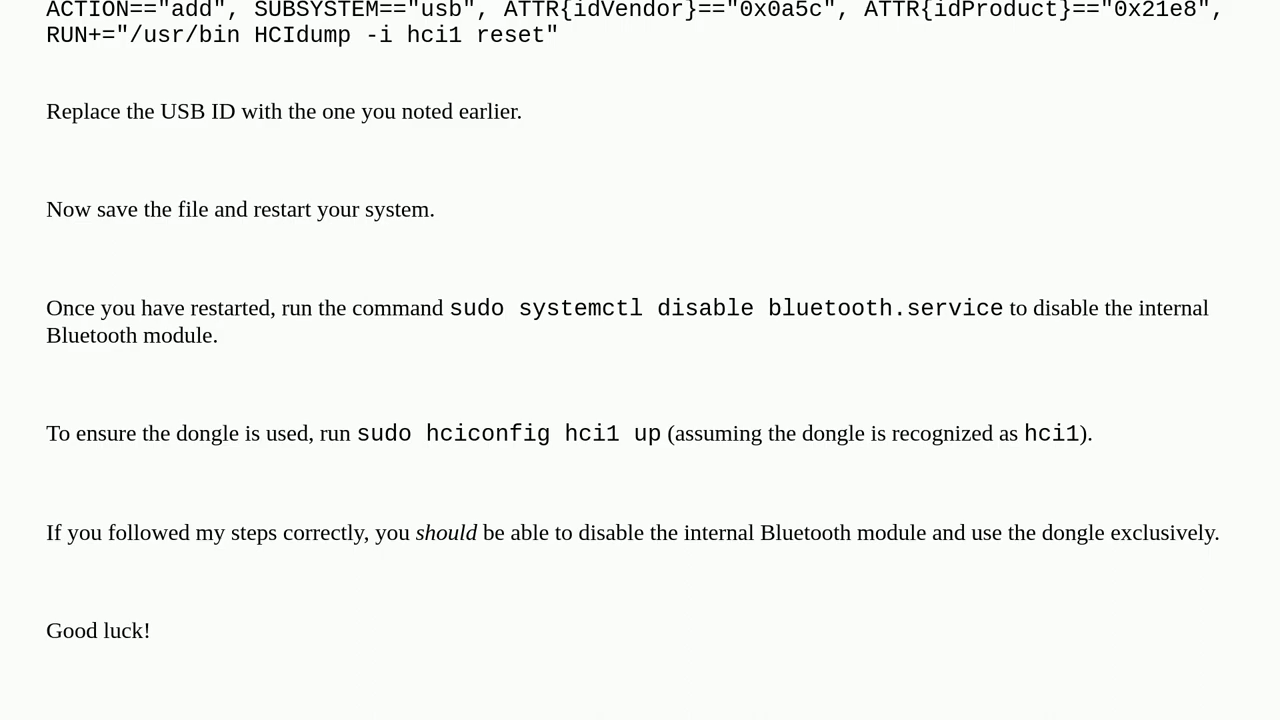 ACTION=="add", SUBSYSTEM=="usb", ATTR{idVendor}=="0x0a5c", ATTR{idProduct}=="0x21e8",
RUN+="/usr/bin HCIdump -i hci1 reset"
Replace the USB ID with the one you noted earlier.
Now save the file and restart your system.
Once you have restarted, run the command sudo systemctl disable bluetooth.service to disable the internal
Bluetooth module.
To ensure the dongle is used, run sudo hciconfig hci1 up (assuming the dongle is recognized as hci1).
If you followed my steps correctly, you should be able to disable the internal Bluetooth module and use the dongle exclusively.
Good luck!